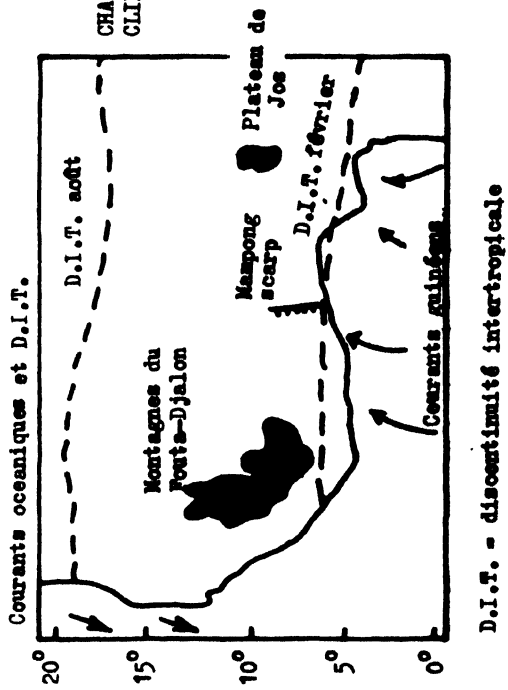 CHA
CLI
Courants oceaniques et D.I.T.
20°
15°
10°
5°
0°
D.I.T. août
Montagnes du
Fouta-Djalon
Mampong
scarp
Plateau de
Jos
D.I.T. février
Courants guinéens
D.I.T. = discontinuité intertropicale